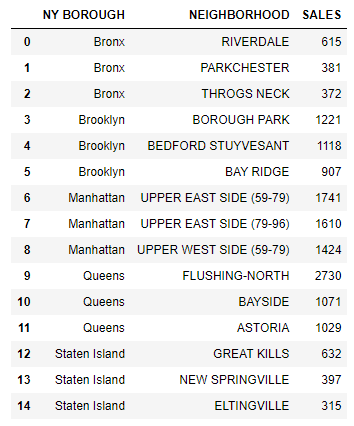 NY BOROUGH NEIGHBORHOOD SALES
0 Bronx RIVERDALE 615
1 Bronx PARKCHESTER 381
2 Bronx THROGS NECK 372
3 Brooklyn BOROUGH PARK 1221
4 Brooklyn BEDFORD STUYVESANT 1118
5 Brooklyn BAY RIDGE 907
6 Manhattan UPPER EAST SIDE (59-79) 1741
7 Manhattan UPPER EAST SIDE (79-96) 1610
8 Manhattan UPPER WEST SIDE (59-79) 1424
9 Queens FLUSHING-NORTH 2730
10 Queens BAYSIDE 1071
11 Queens ASTORIA 1029
12 Staten Island GREAT KILLS 632
13 Staten Island NEW SPRINGVILLE 397
14 Staten Island ELTINGVILLE 315